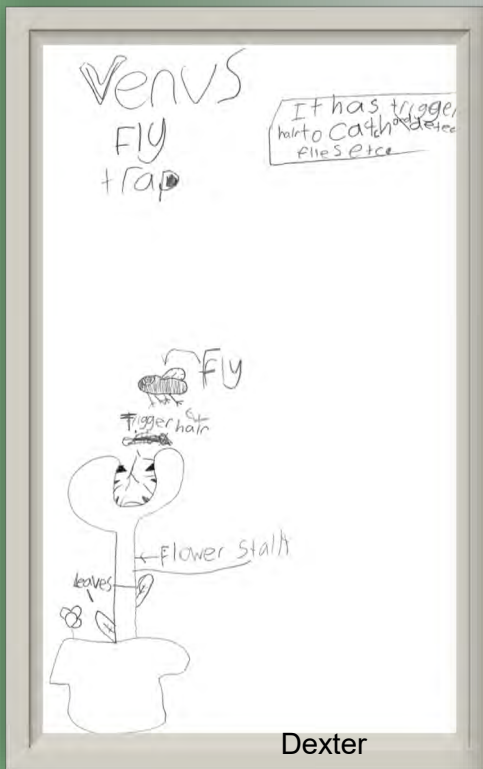 Venus
Fly
trap
It has trigger
hair to catch and detec
flies etc.
Fly
Trigger hair
Flower Stalk
leaves
Dexter